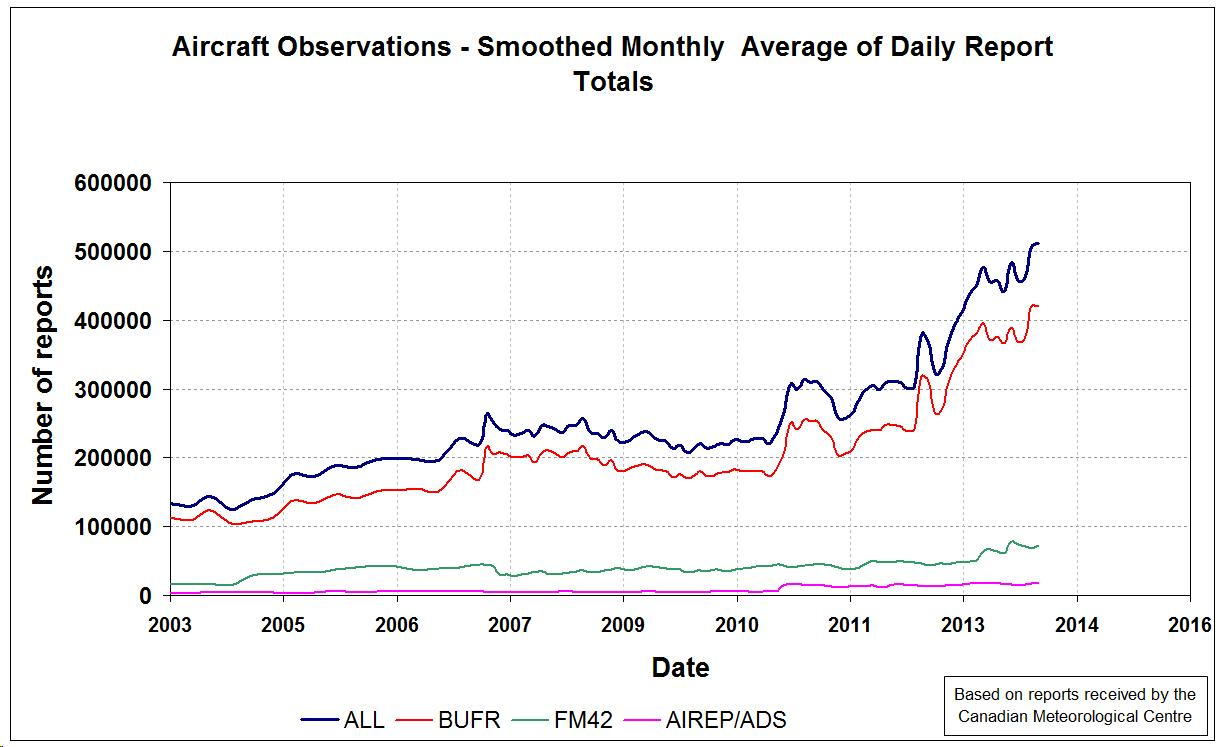 Aircraft Observations - Smoothed Monthly  Average of Daily Report
Totals
600000
500000
400000
300000
200000
100000
0
Number of reports
2003 2005 2006 2007 2009 2010 2011 2013 2014 2016
Date
ALL BUFR FM42 AIREP/ADS
Based on reports received by the
Canadian Meteorological Centre